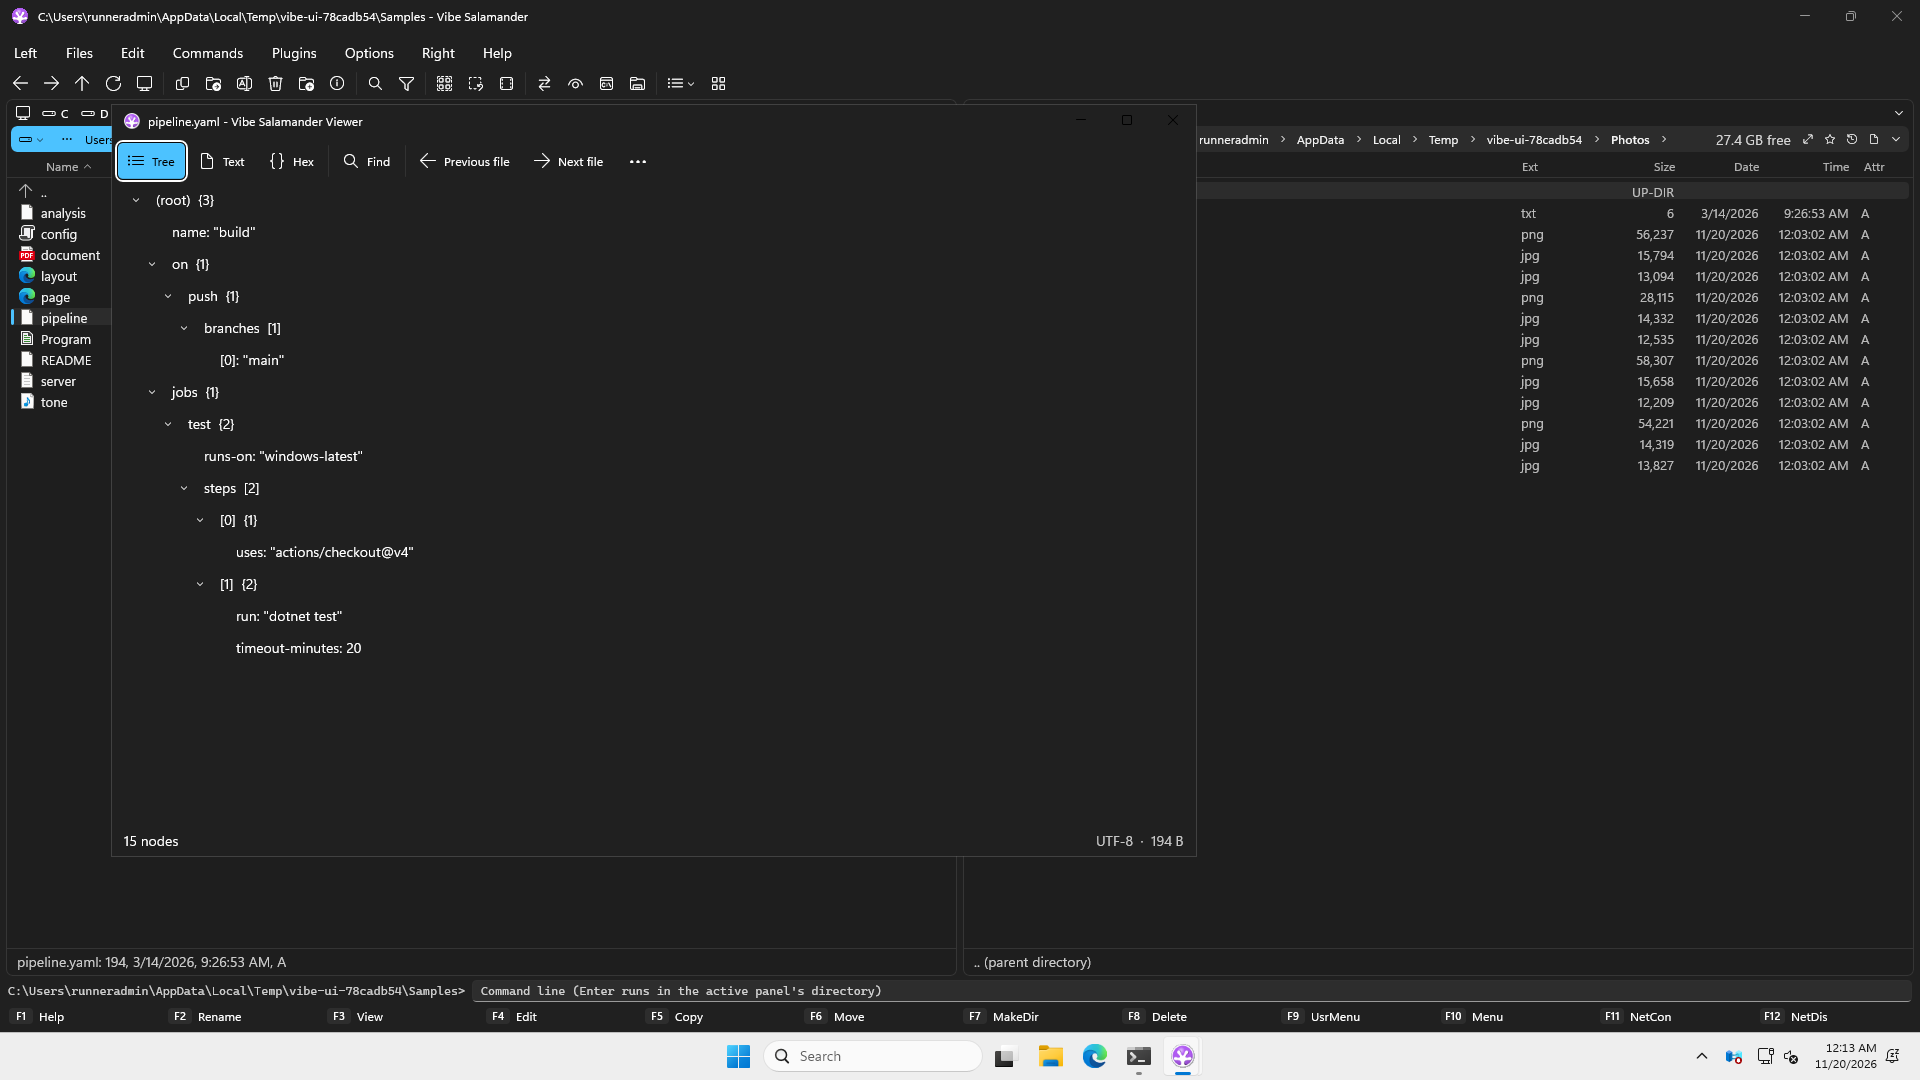 C:\Users\runneradmin\AppData\Local\Temp\vibe-ui-78cadb54\Samples - Vibe Salamander
Left Files Edit Commands Plugins Options Right Help
C D
Users
Name
..
analysis
config
document
layout
page
pipeline
Program
README
server
tone
pipeline.yaml - Vibe Salamander Viewer
Tree Text Hex Find Previous file Next file
(root) {3}
name: "build"
on {1}
push {1}
branches [1]
[0]: "main"
jobs {1}
test {2}
runs-on: "windows-latest"
steps [2]
[0] {1}
uses: "actions/checkout@v4"
[1] {2}
run: "dotnet test"
timeout-minutes: 20
15 nodes
UTF-8 · 194 B
runneradmin > AppData > Local > Temp > vibe-ui-78cadb54 > Photos > 27.4 GB free
Ext Size Date Time Attr
UP-DIR
txt 6 3/14/2026 9:26:53 AM A
png 56,237 11/20/2026 12:03:02 AM A
jpg 15,794 11/20/2026 12:03:02 AM A
jpg 13,094 11/20/2026 12:03:02 AM A
png 28,115 11/20/2026 12:03:02 AM A
jpg 14,332 11/20/2026 12:03:02 AM A
jpg 12,535 11/20/2026 12:03:02 AM A
png 58,307 11/20/2026 12:03:02 AM A
jpg 15,658 11/20/2026 12:03:02 AM A
jpg 12,209 11/20/2026 12:03:02 AM A
png 54,221 11/20/2026 12:03:02 AM A
jpg 14,319 11/20/2026 12:03:02 AM A
jpg 13,827 11/20/2026 12:03:02 AM A
pipeline.yaml: 194, 3/14/2026, 9:26:53 AM, A
.. (parent directory)
C:\Users\runneradmin\AppData\Local\Temp\vibe-ui-78cadb54\Samples> Command line (Enter runs in the active panel's directory)
F1 Help F2 Rename F3 View F4 Edit F5 Copy F6 Move F7 MakeDir F8 Delete F9 UsrMenu F10 Menu F11 NetCon F12 NetDis
Search
12:13 AM
11/20/2026